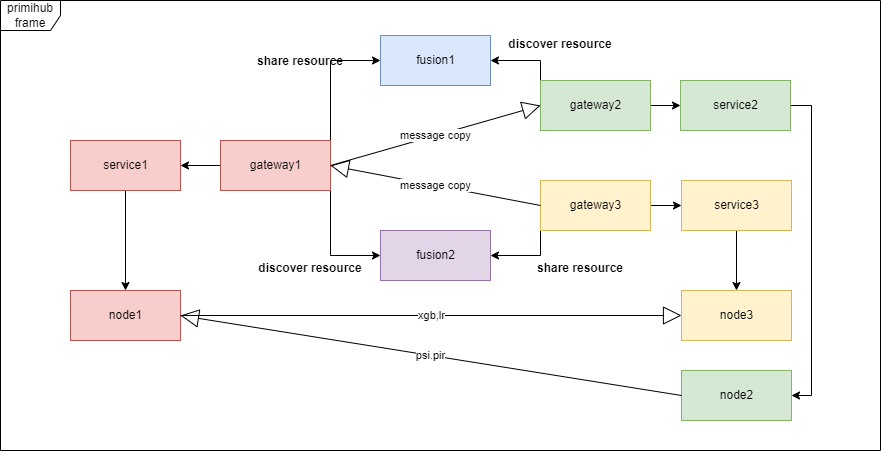 primihub
frame
share resource
fusion1
discover resource
gateway2
service2
message copy
service1
gateway1
message copy
gateway3
service3
discover resource
fusion2
share resource
node1
xgb,lr
node3
psi.pir
node2